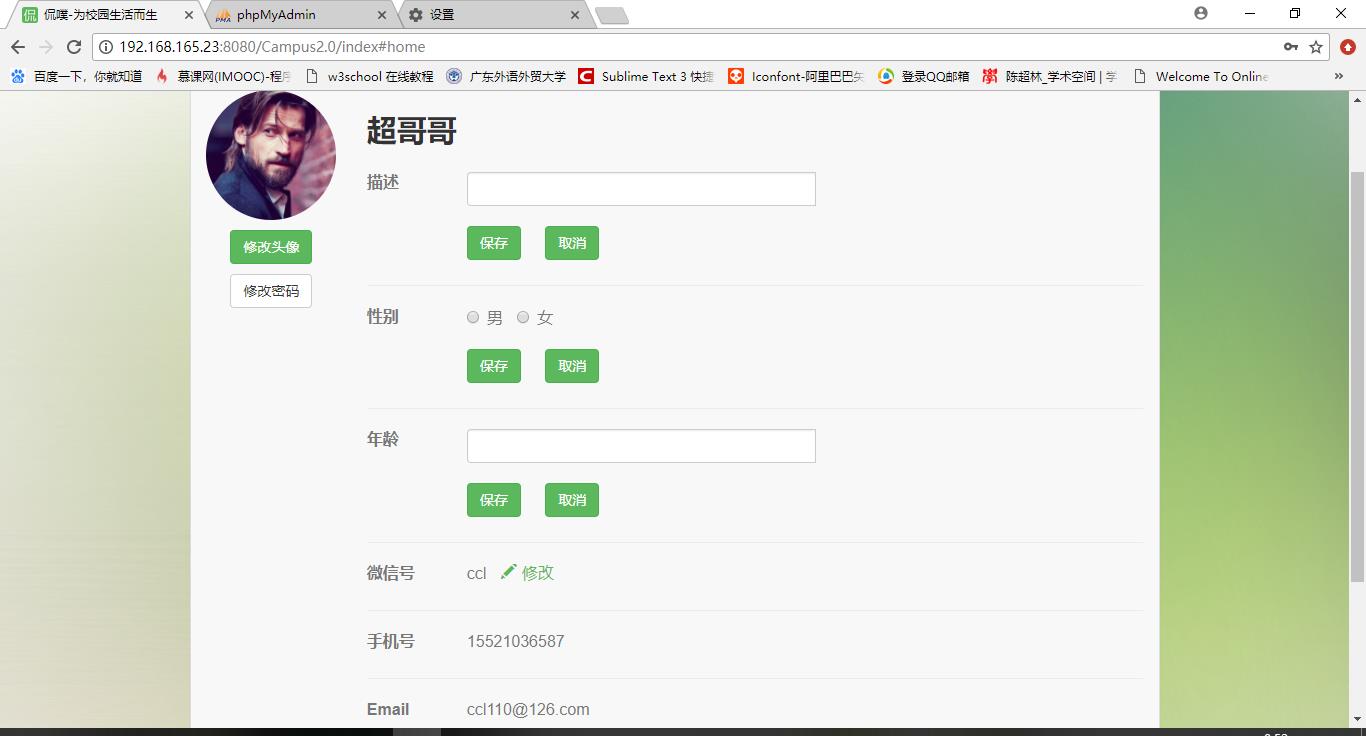 侃噗-为校园生活而生
phpMyAdmin
设置
192.168.165.23:8080/Campus2.0/index#home
百度一下，你就知道
慕课网(IMOOC)-程序
w3school 在线教程
广东外语外贸大学
Sublime Text 3 快捷
Iconfont-阿里巴巴矢
登录QQ邮箱
陈超林_学术空间 | 学
Welcome To Online
»
侃
PMA
超哥哥
描述
保存 取消
修改头像
修改密码
性别 男 女
保存 取消
年龄
保存 取消
微信号 ccl 修改
手机号 15521036587
Email ccl110@126.com